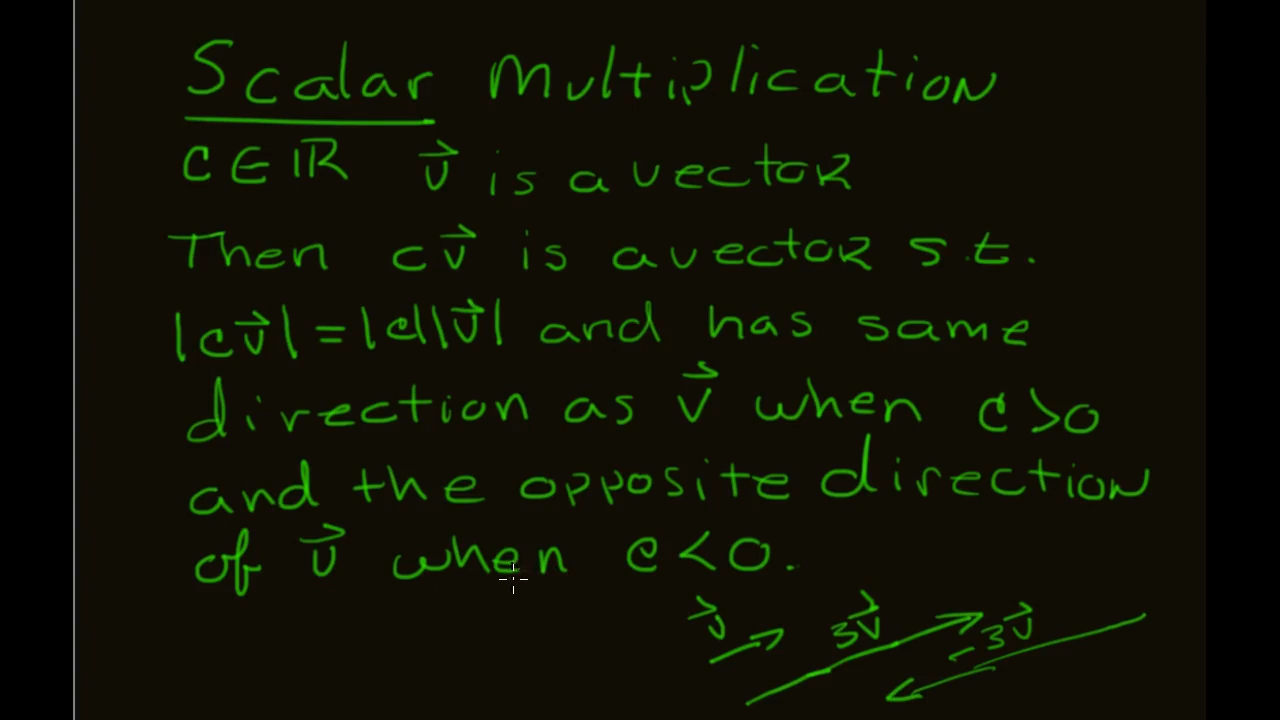 Scalar Multiplication
C∈ℝ v⃗ is a vector
Then cv⃗ is a vector s.t.
|cv⃗| = |c||v⃗| and has same
direction as v⃗ when c>0
and the opposite direction
of v⃗ when c<0.
v⃗ 3v⃗ -3v⃗